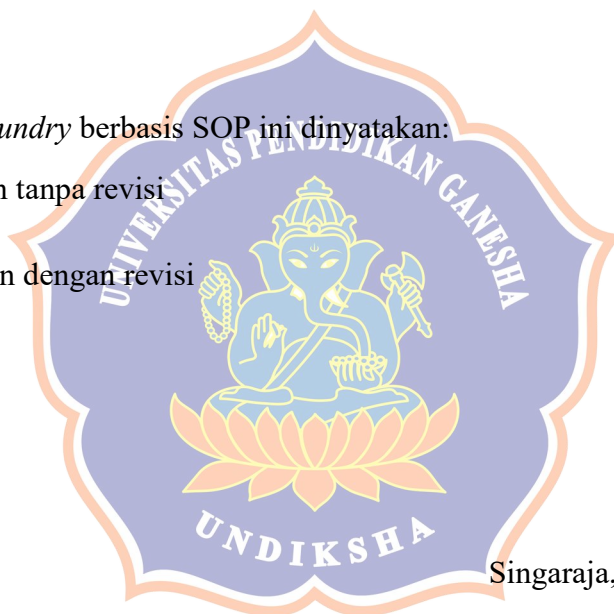 undry berbasis SOP ini dinyatakan:
UNIVERSITAS PENDIDIKAN GANESHA
n tanpa revisi
n dengan revisi
UNDIKSHA
Singaraja,